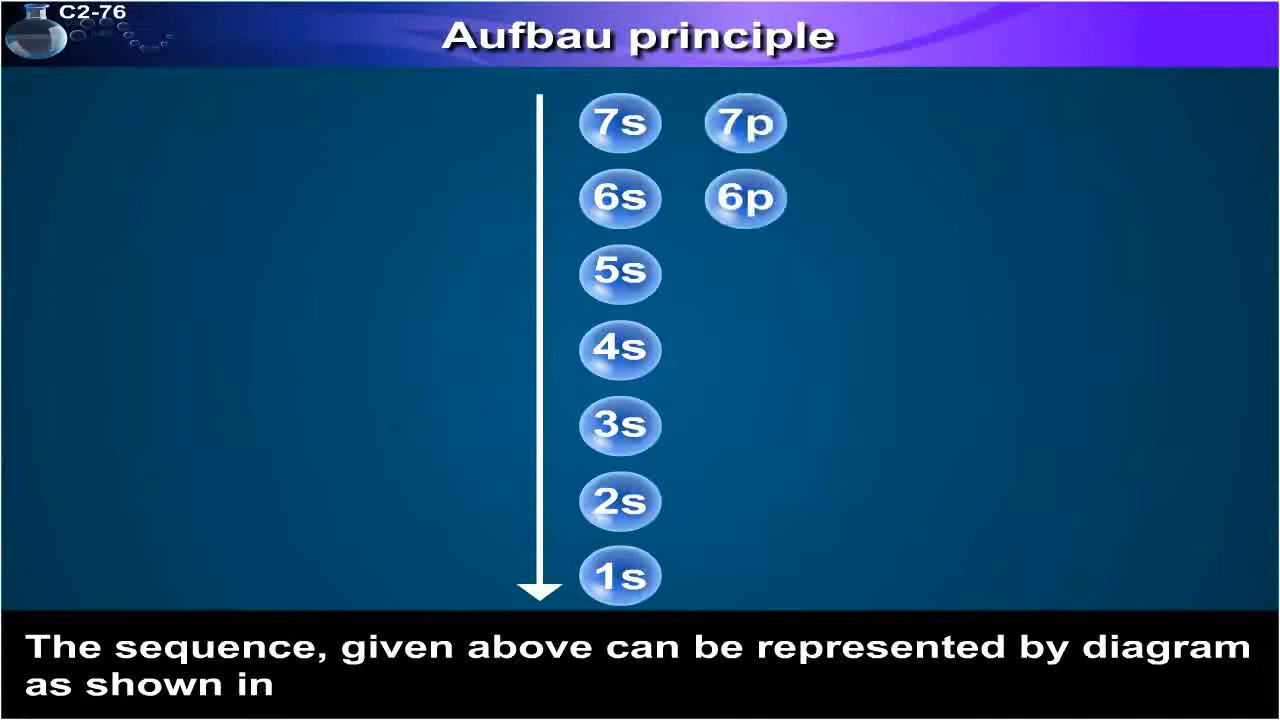 C2-76
Aufbau principle
7s 7p
6s 6p
5s
4s
3s
2s
1s
The sequence, given above can be represented by diagram
as shown in